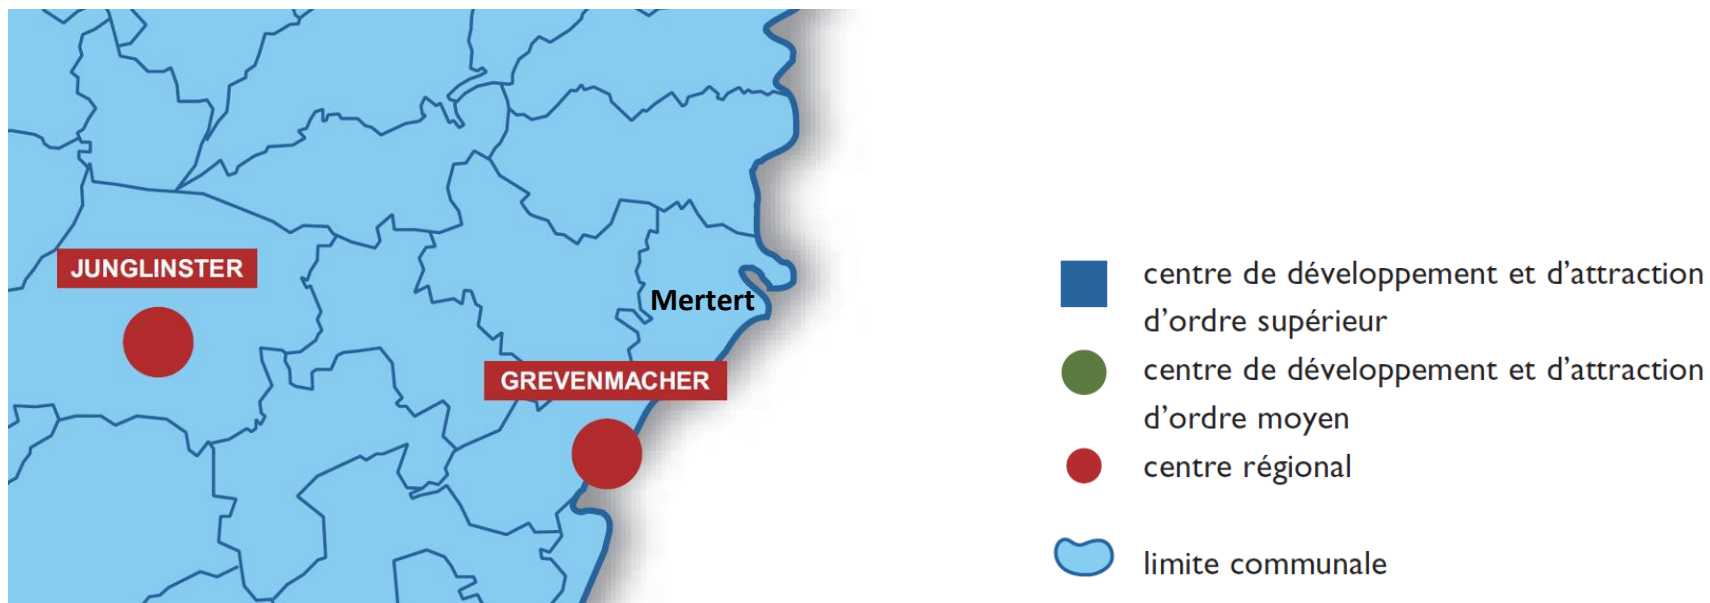 JUNGLINSTER
Mertert
GREVENMACHER
centre de développement et d'attraction
d'ordre supérieur
centre de développement et d'attraction
d'ordre moyen
centre régional
limite communale